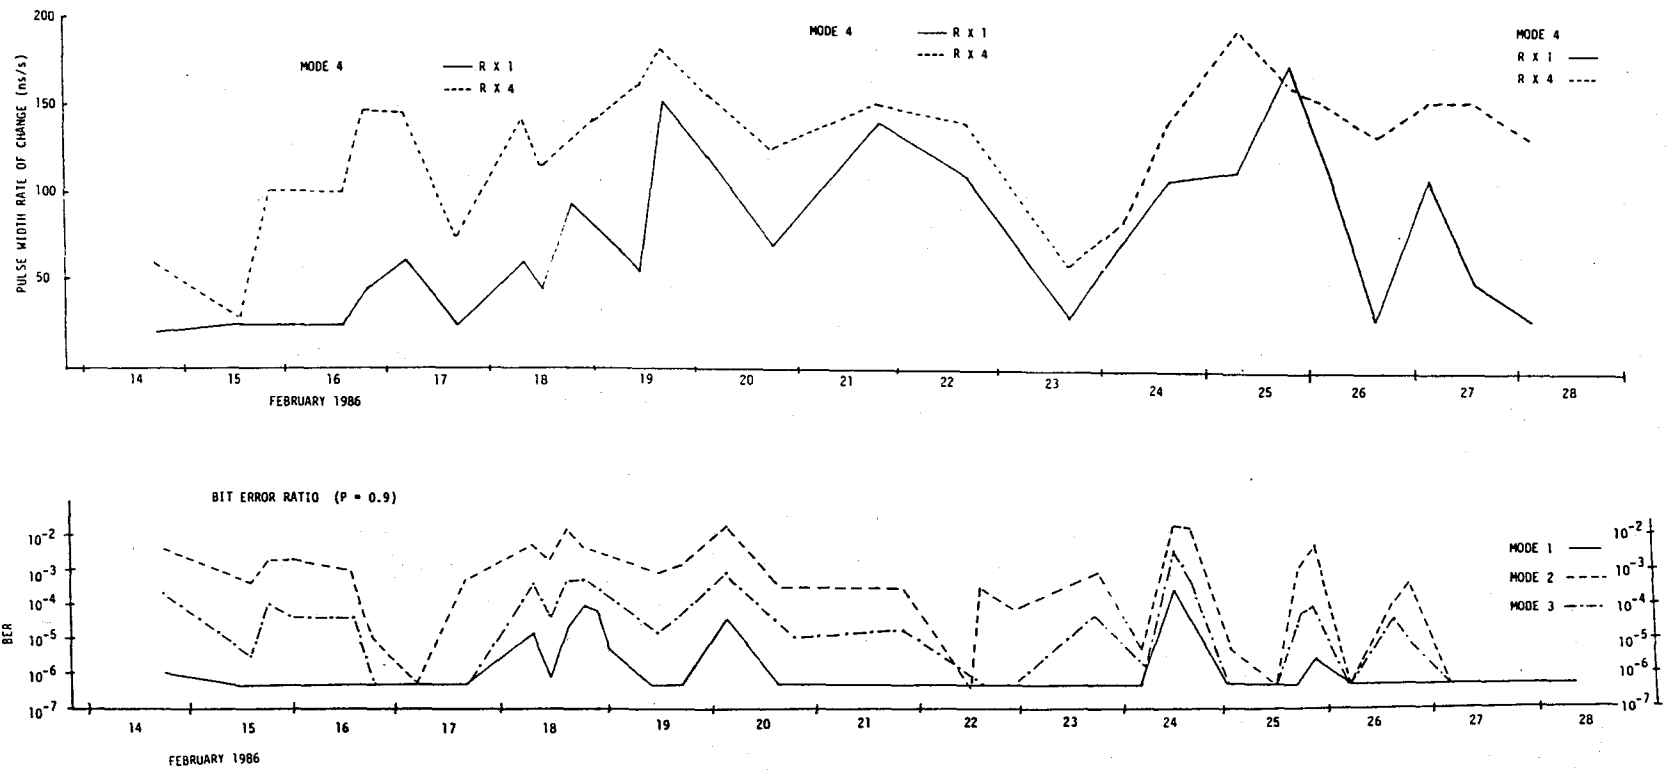 200
150
100
50
PULSE WIDTH RATE OF CHANGE (ns/s)
MODE 4
R X 1
R X 4
MODE 4
R X 1
R X 4
MODE 4
R X 1
R X 4
14 15 16 17 18 19 20 21 22 23 24 25 26 27 28
FEBRUARY 1986
BIT ERROR RATIO (P = 0.9)
BER
10-2
10-3
10-4
10-5
10-6
10-7
MODE 1
MODE 2
MODE 3
10-2
10-3
10-4
10-5
10-6
10-7
14 15 16 17 18 19 20 21 22 23 24 25 26 27 28
FEBRUARY 1986